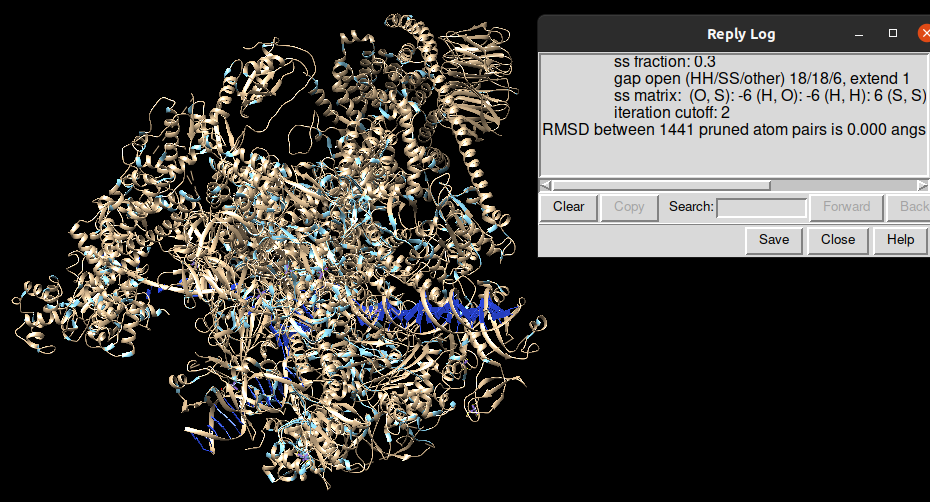 Reply Log
ss fraction: 0.3
gap open (HH/SS/other) 18/18/6, extend 1
ss matrix:  (O, S): -6 (H, O): -6 (H, H): 6 (S, S)
iteration cutoff: 2
RMSD between 1441 pruned atom pairs is 0.000 angs
Clear Copy Search: Forward Back
Save Close Help